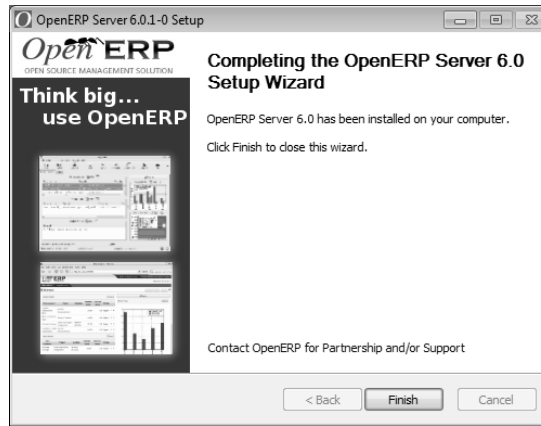 OpenERP Server 6.0.1-0 Setup
Open ERP
OPEN SOURCE MANAGEMENT SOLUTION
Think big...
use OpenERP
Completing the OpenERP Server 6.0
Setup Wizard
OpenERP Server 6.0 has been installed on your computer.
Click Finish to close this wizard.
Contact OpenERP for Partnership and/or Support
< Back
Finish
Cancel